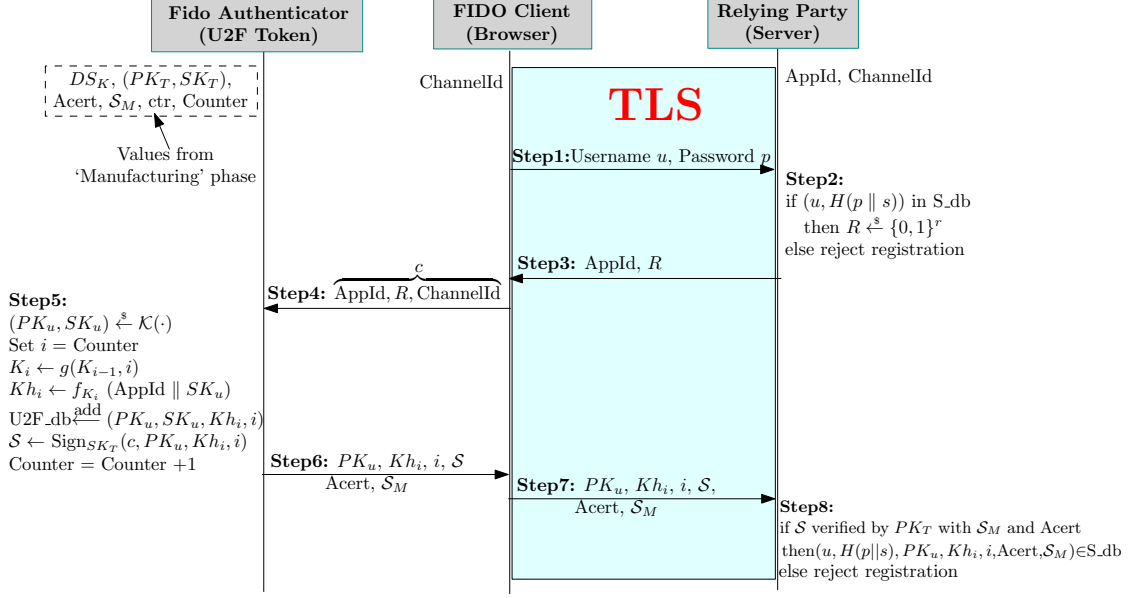 Fido Authenticator
(U2F Token)
FIDO Client
(Browser)
Relying Party
(Server)
DS_K, (PK_T, SK_T),
Acert, 𝒮_M, ctr, Counter
Values from
‘Manufacturing’ phase
ChannelId
TLS
AppId, ChannelId
Step1:Username u, Password p
Step2:
if (u, H(p ∥ s)) in S_db
then R ←$ {0, 1}^r
else reject registration
Step3: AppId, R
c
Step4: AppId, R, ChannelId
Step5:
(PK_u, SK_u) ←$ 𝒦(·)
Set i = Counter
K_i ← g(K_{i−1}, i)
Kh_i ← f_{K_i} (AppId ∥ SK_u)
U2F_db ←add (PK_u, SK_u, Kh_i, i)
𝒮 ← Sign_{SK_T}(c, PK_u, Kh_i, i)
Counter = Counter +1
Step6: PK_u, Kh_i, i, 𝒮
Acert, 𝒮_M
Step7: PK_u, Kh_i, i, 𝒮,
Acert, 𝒮_M
Step8:
if 𝒮 verified by PK_T with 𝒮_M and Acert
then(u, H(p||s), PK_u, Kh_i, i,Acert,𝒮_M)∈S_db
else reject registration